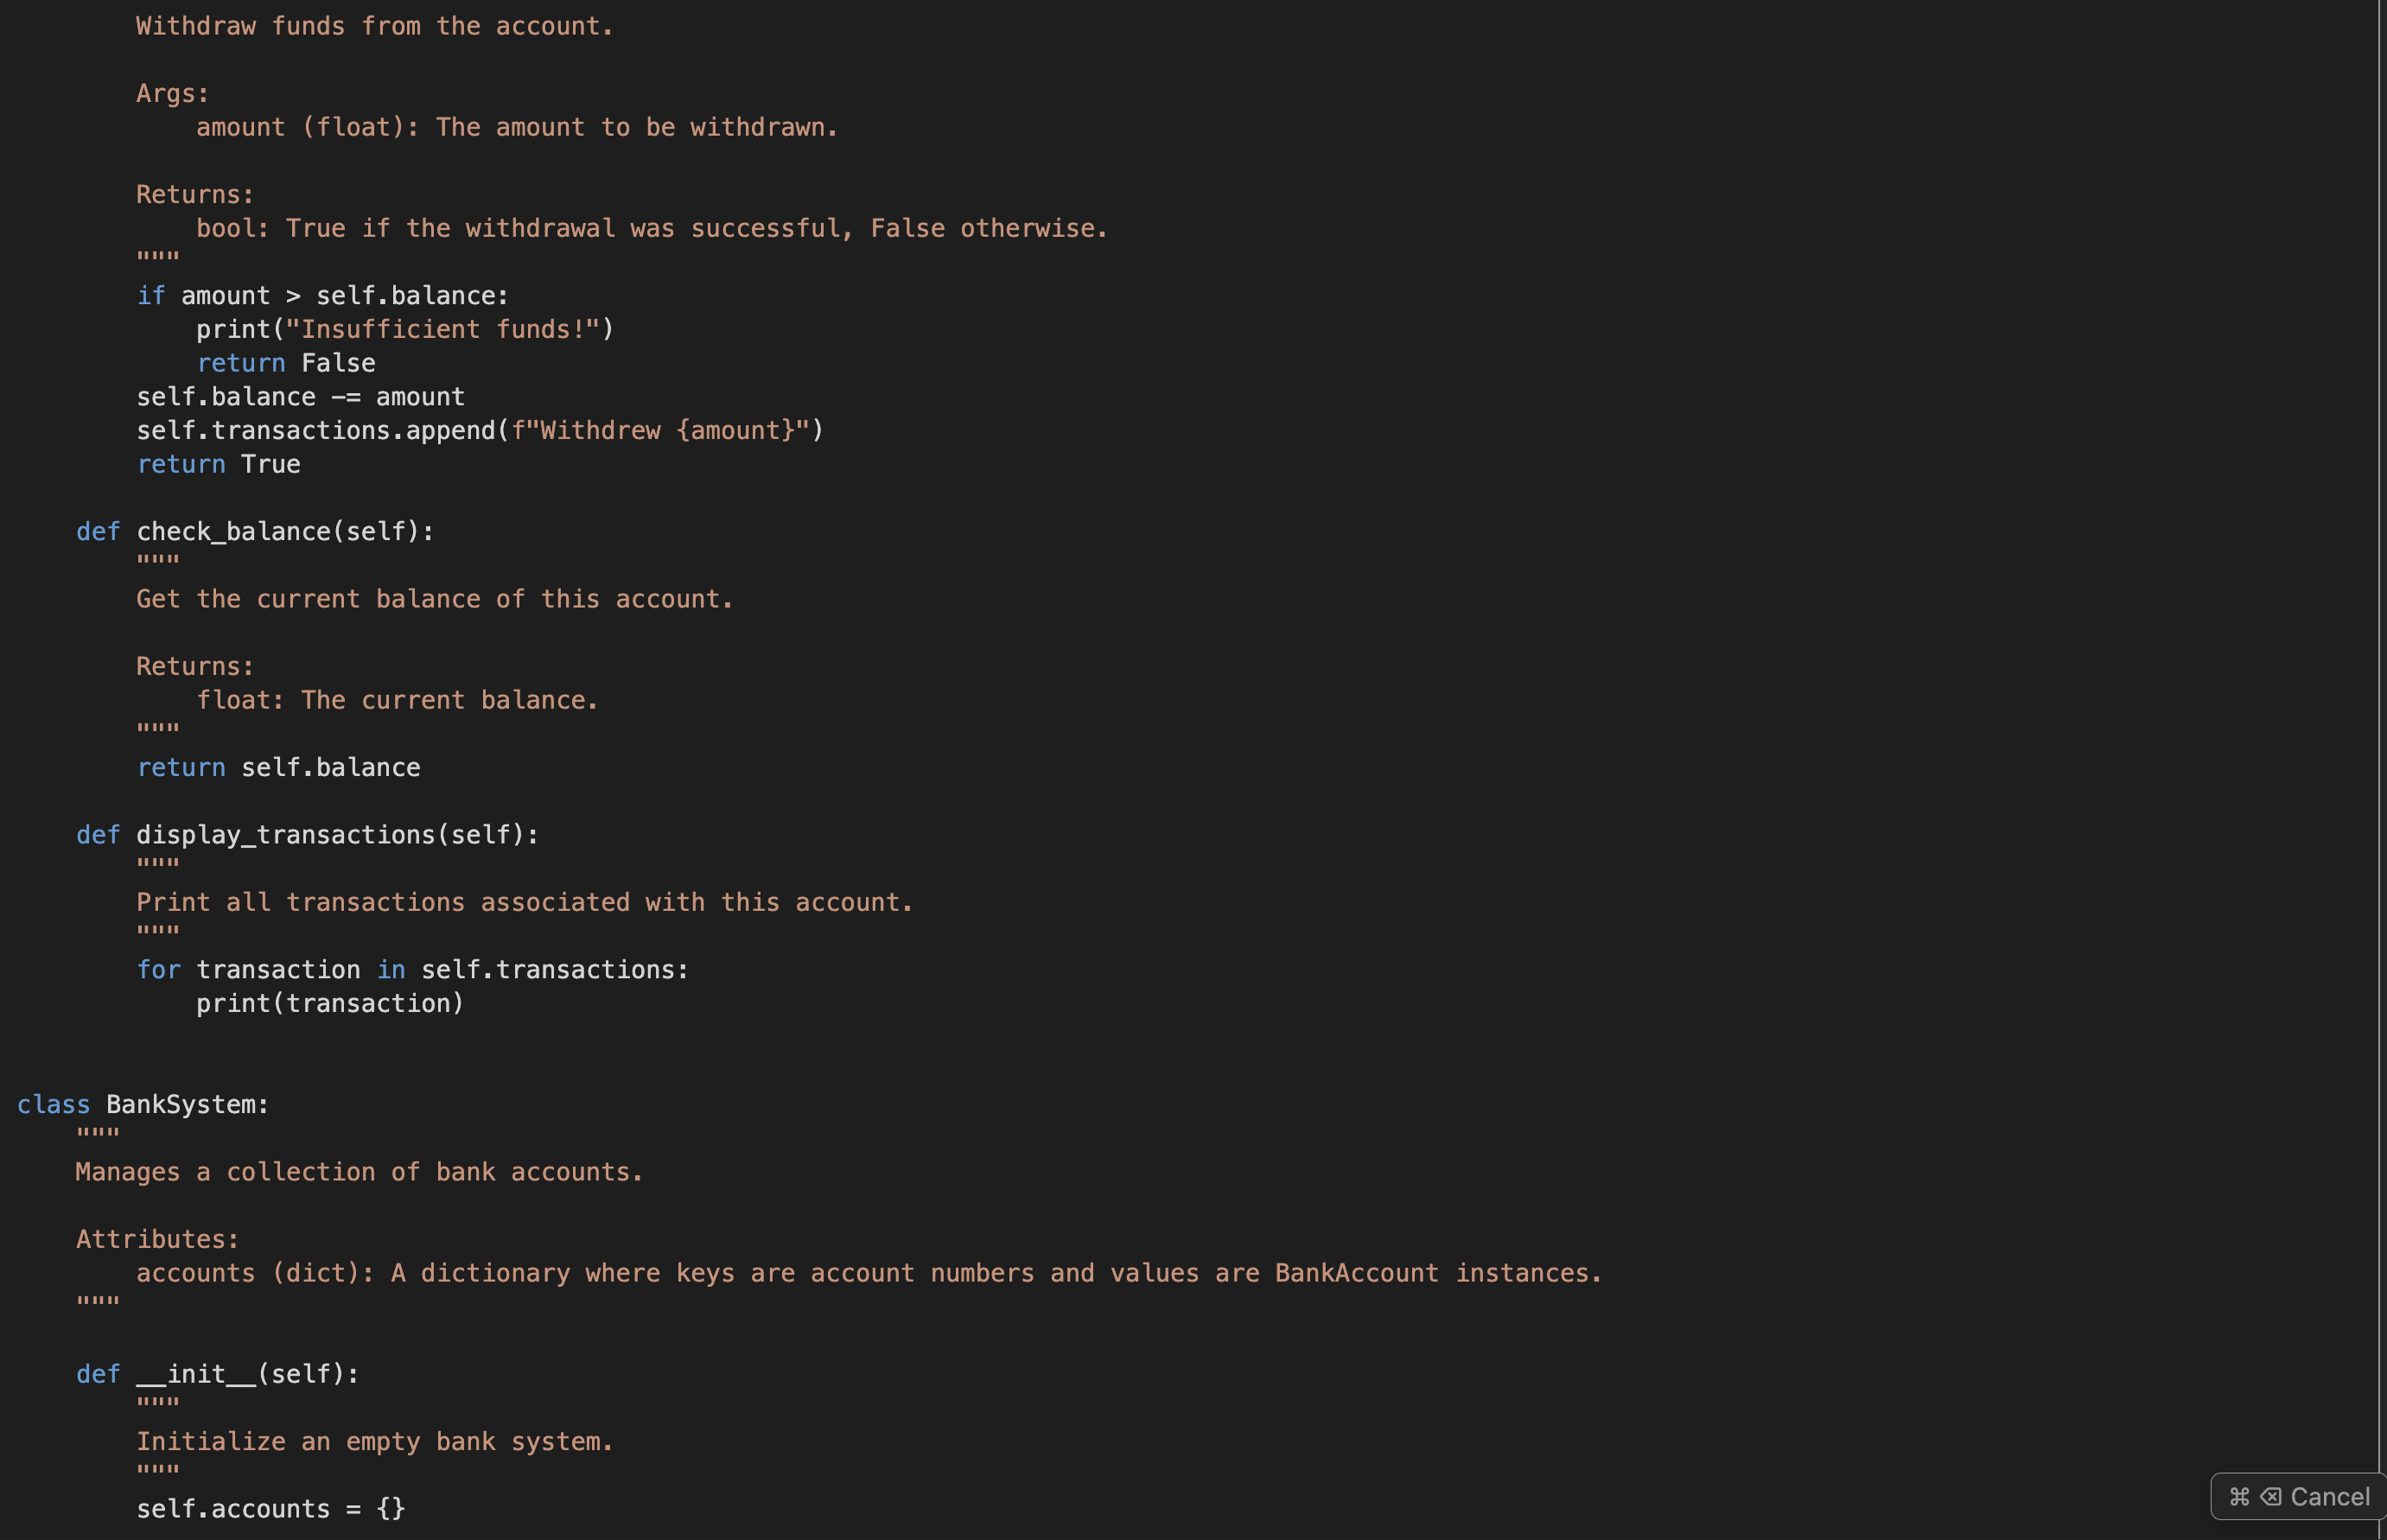 Withdraw funds from the account.

        Args:
            amount (float): The amount to be withdrawn.

        Returns:
            bool: True if the withdrawal was successful, False otherwise.
        """
        if amount > self.balance:
            print("Insufficient funds!")
            return False
        self.balance -= amount
        self.transactions.append(f"Withdrew {amount}")
        return True

    def check_balance(self):
        """
        Get the current balance of this account.

        Returns:
            float: The current balance.
        """
        return self.balance

    def display_transactions(self):
        """
        Print all transactions associated with this account.
        """
        for transaction in self.transactions:
            print(transaction)


class BankSystem:
    """
    Manages a collection of bank accounts.

    Attributes:
        accounts (dict): A dictionary where keys are account numbers and values are BankAccount instances.
    """

    def __init__(self):
        """
        Initialize an empty bank system.
        """
        self.accounts = {}
⌘ ⌫ Cancel